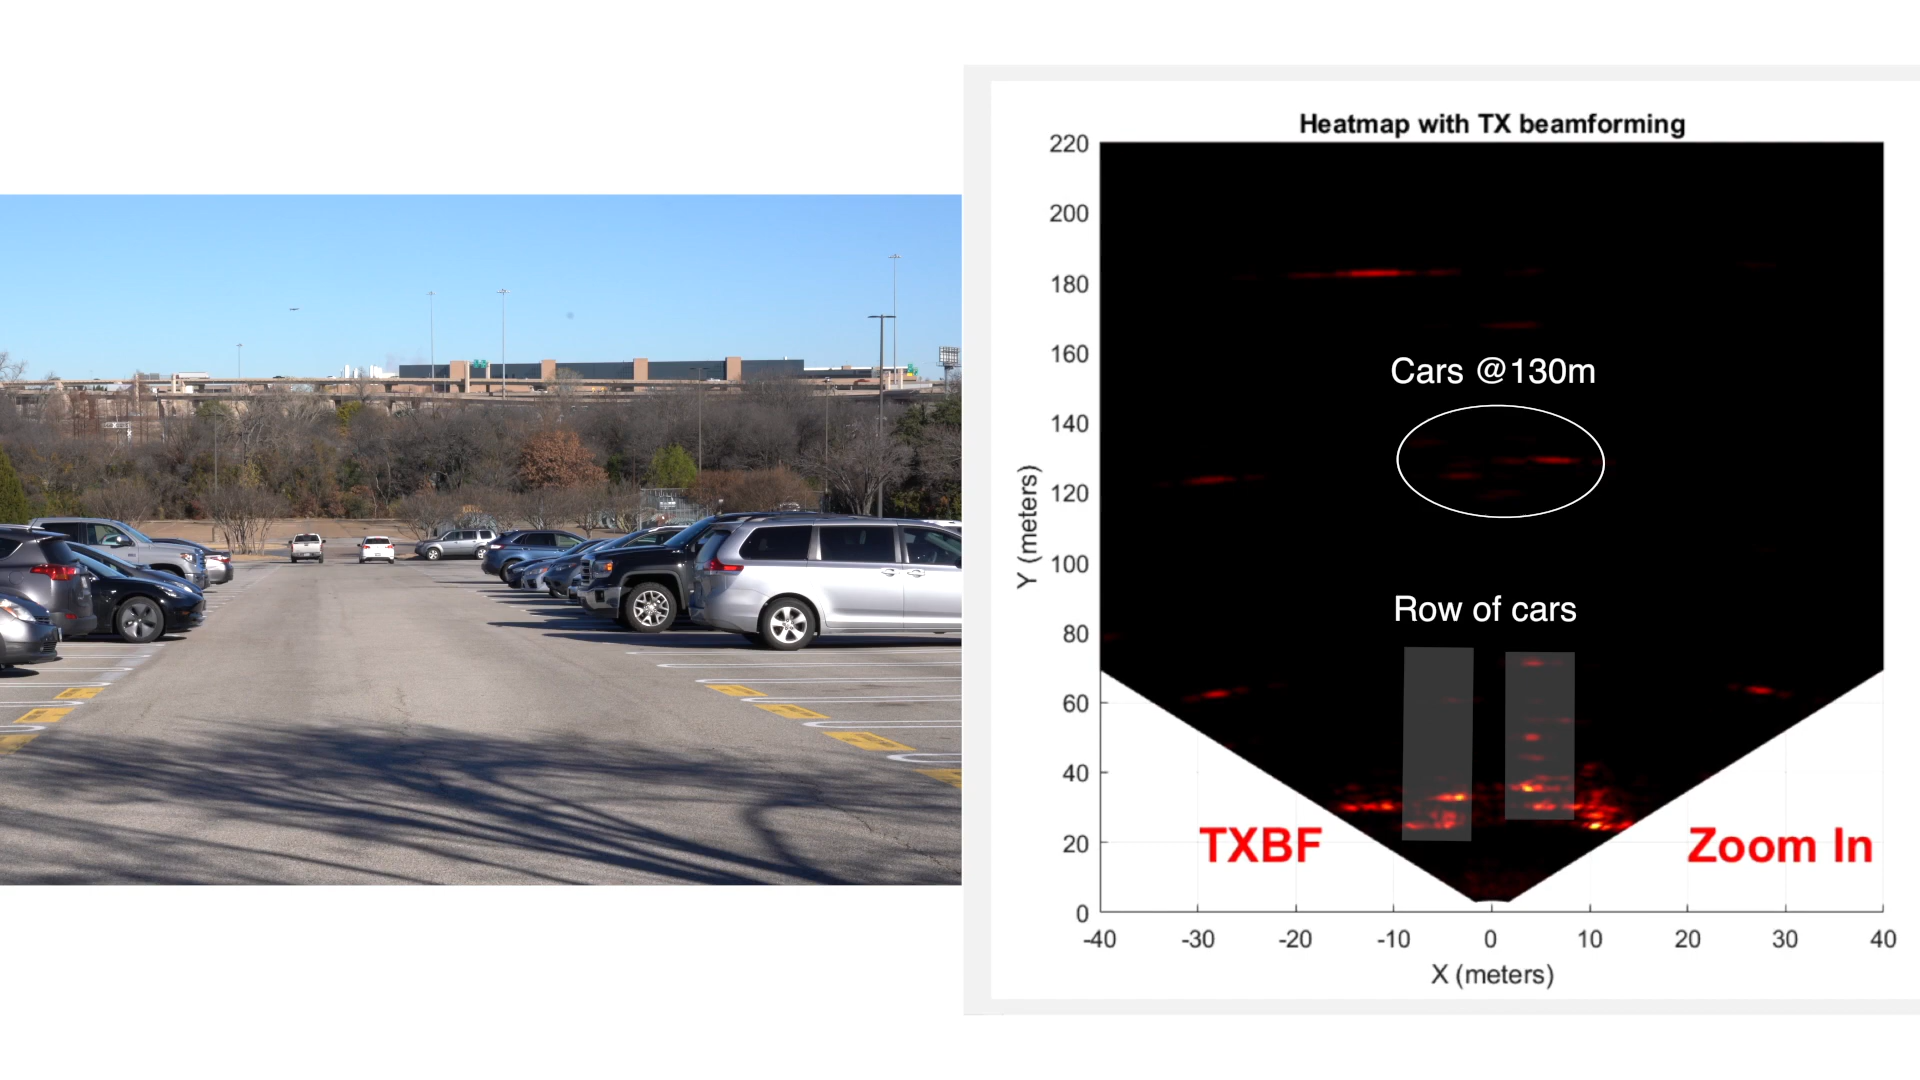 Heatmap with TX beamforming
220
200
180
160
Cars @130m
140
120
100
Row of cars
80
60
40
20
0
TXBF
Zoom In
-40 -30 -20 -10 0 10 20 30 40
X (meters)
Y (meters)